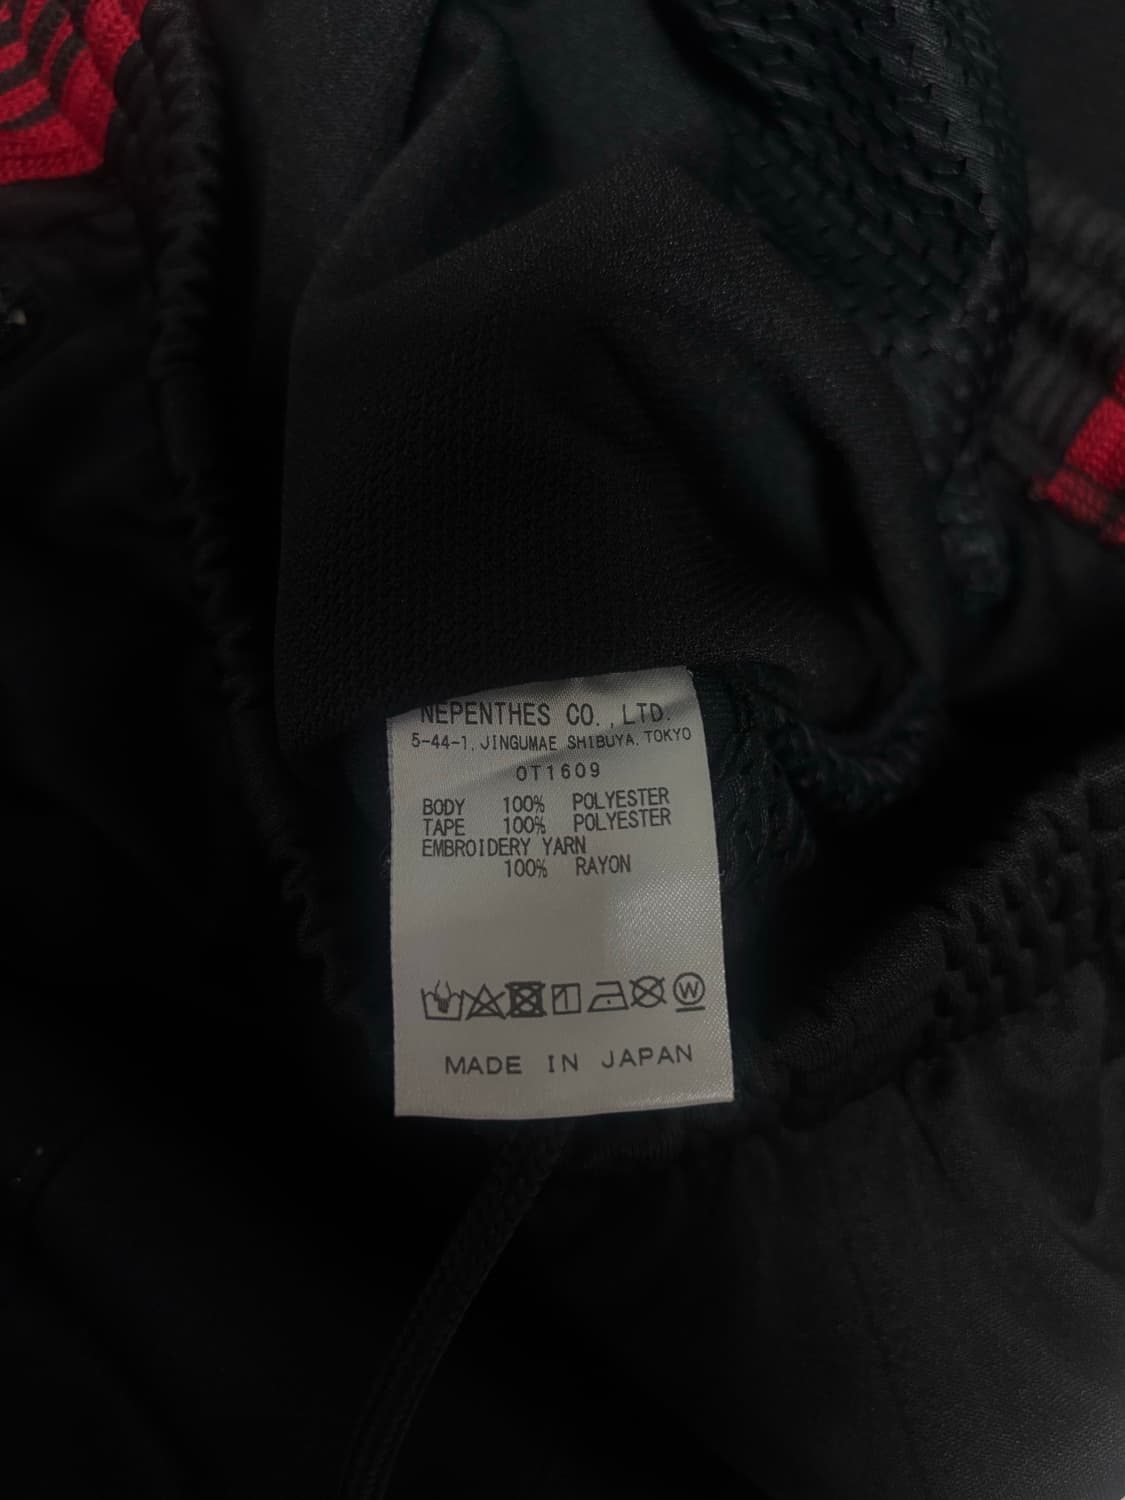 NEPENTHES CO.,LTD.
5-44-1, JINGUMAE SHIBUYA, TOKYO
OT1609
BODY 100% POLYESTER
TAPE 100% POLYESTER
EMBROIDERY YARN
100% RAYON
W
MADE IN JAPAN